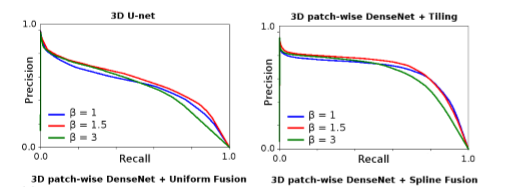 3D U-net
1.0
Precision
β = 1
β = 1.5
β = 3
0.0
0.0 Recall 1.0
3D patch-wise DenseNet + Uniform Fusion
3D patch-wise DenseNet + Tiling
1.0
Precision
β = 1
β = 1.5
β = 3
0.0
0.0 Recall 1.0
3D patch-wise DenseNet + Spline Fusion